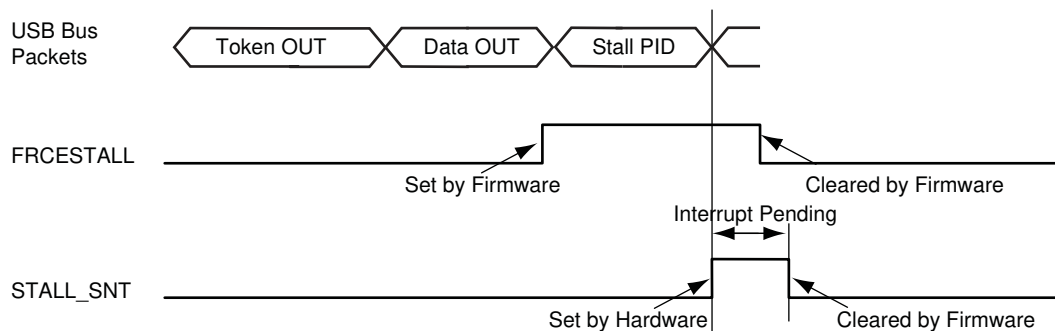 USB Bus
Packets
Token OUT
Data OUT
Stall PID
FRCESTALL
Set by Firmware
Cleared by Firmware
Interrupt Pending
STALL_SNT
Set by Hardware
Cleared by Firmware